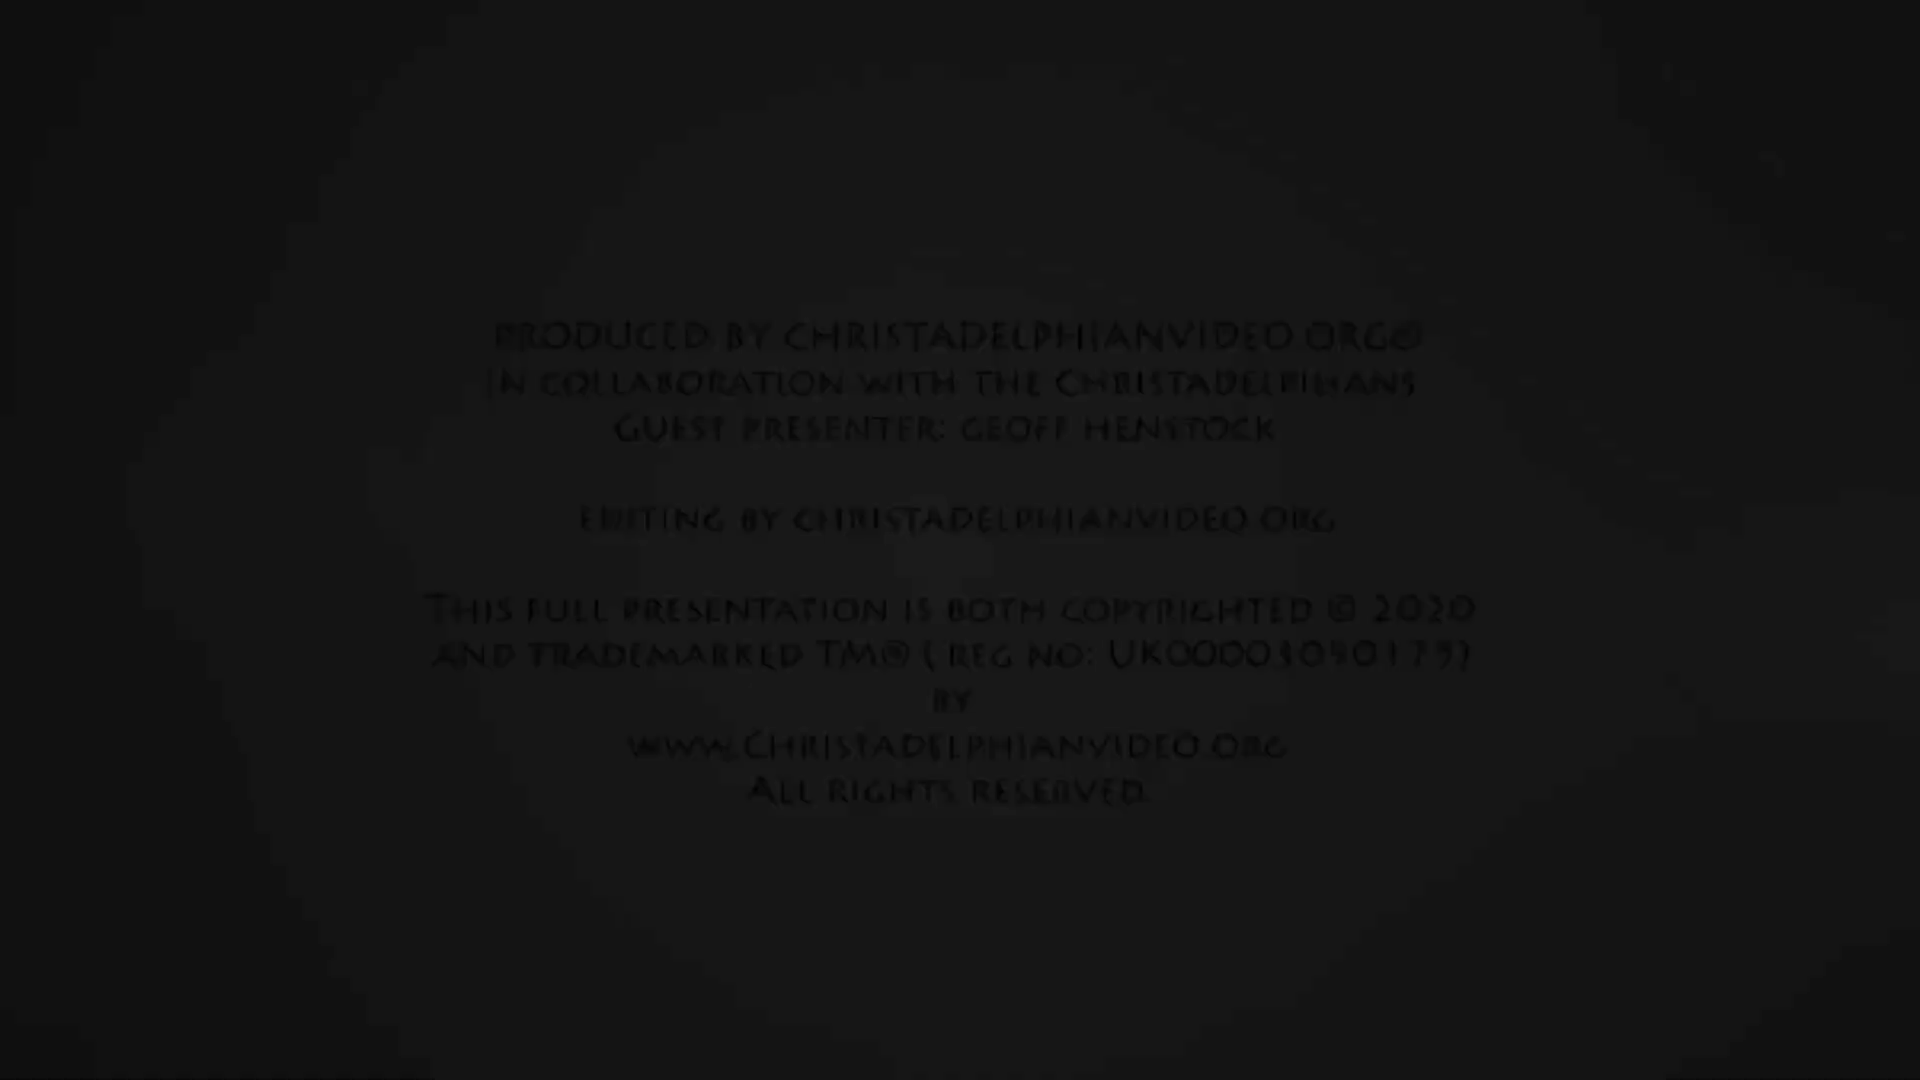 PRODUCED BY CHRISTADELPHIANVIDEO.ORG©
IN COLLABORATION WITH THE CHRISTADELPHIANS
GUEST PRESENTER: GEOFF HENSTOCK
EDITING BY CHRISTADELPHIANVIDEO.ORG
THIS FULL PRESENTATION IS BOTH COPYRIGHTED © 2020
AND TRADEMARKED TM® ( REG NO:
BY
WWW.CHRISTADELPHIANVIDEO.ORG
ALL RIGHTS RESERVED.